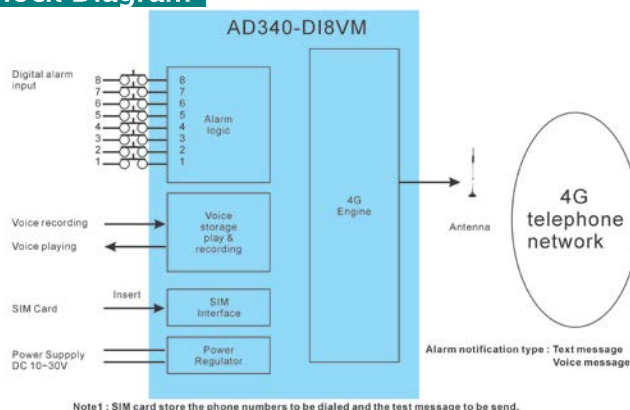 Block Diagram
AD340-DI8VM
Digital alarm
input
8 8
7 7
6 6
5 5
4 4
3 3
2 2
1 1
Alarm
logic
Voice recording
Voice playing
Voice
storage
play &
recording
4G
Engine
Antenna
4G
telephone
network
SIM Card
Insert
SIM
Interface
Power Suppply
DC 10~30V
Power
Regulator
Alarm notification type : Text message
Voice message
Note1 : SIM card store the phone numbers to be dialed and the test message to be send.